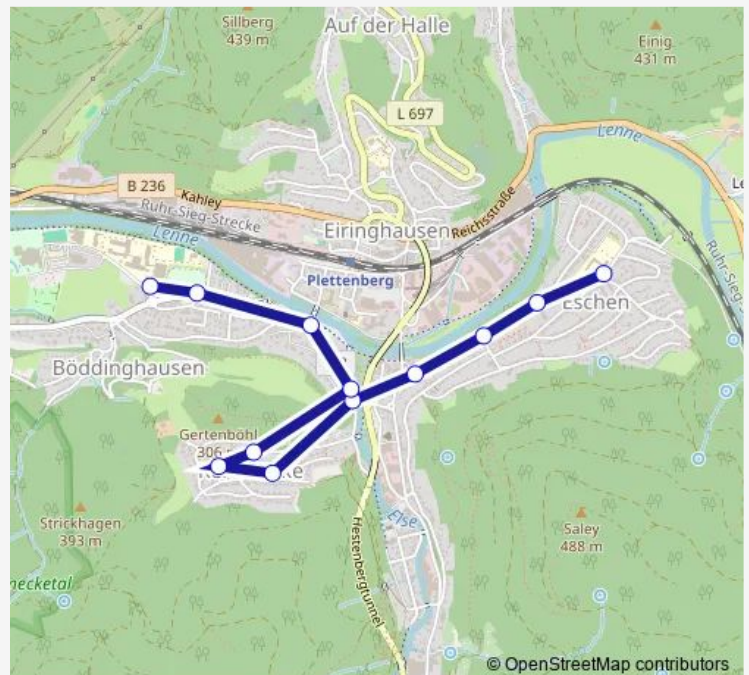 Sillberg
439 m
Auf der Halle
Einig
431 m
L 697
Lenne
B 236
Kahley
Ruhr-Sieg-Strecke
Reichsstraße
Eiringhausen
Lenne
Plettenberg
Ruhr-Sieg-
Eschen
Böddinghausen
Gertenböhl
306
Strickhagen
393 m
Else
Saley
488 m
Hestenbergtunnel
necketal
© OpenStreetMap contributors